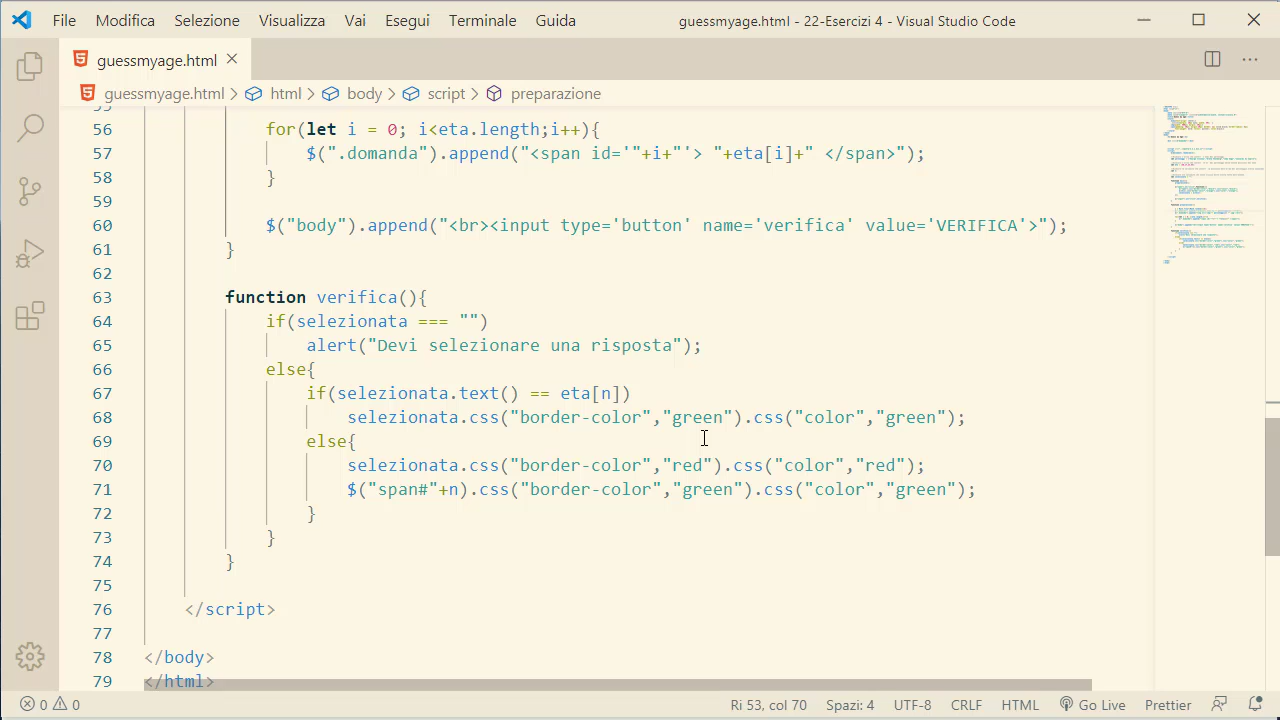 File Modifica Selezione Visualizza Vai Esegui Terminale Guida guessmyage.html - 22-Esercizi 4 - Visual Studio Code
guessmyage.html
guessmyage.html > html > body > script > preparazione
56 for(let i = 0; i<eta.length;i++){
57 $(".domanda").append("<span id='"+i+"'> "+eta[i]+" </span>
58 }
59
60 $("body").append("<br><input type='button' name='verifica' value='VERIFICA'>");
61 }
62
63 function verifica(){
64 if(selezionata === "")
65 alert("Devi selezionare una risposta");
66 else{
67 if(selezionata.text() == eta[n])
68 selezionata.css("border-color","green").css("color","green");
69 else{
70 selezionata.css("border-color","red").css("color","red");
71 $("span#"+n).css("border-color","green").css("color","green");
72 }
73 }
74 }
75
76 </script>
77
78 </body>
79 </html>
0 0 Ri 53, col 70 Spazi: 4 UTF-8 CRLF HTML Go Live Prettier